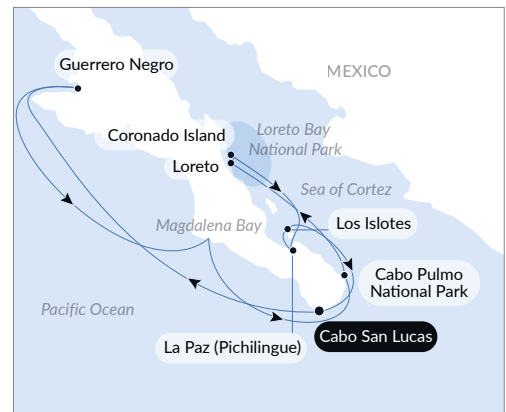 Guerrero Negro
MEXICO
Coronado Island
Loreto
Loreto Bay
National Park
Sea of Cortez
Magdalena Bay
Los Islotes
Cabo Pulmo
National Park
Pacific Ocean
La Paz (Pichilingue)
Cabo San Lucas